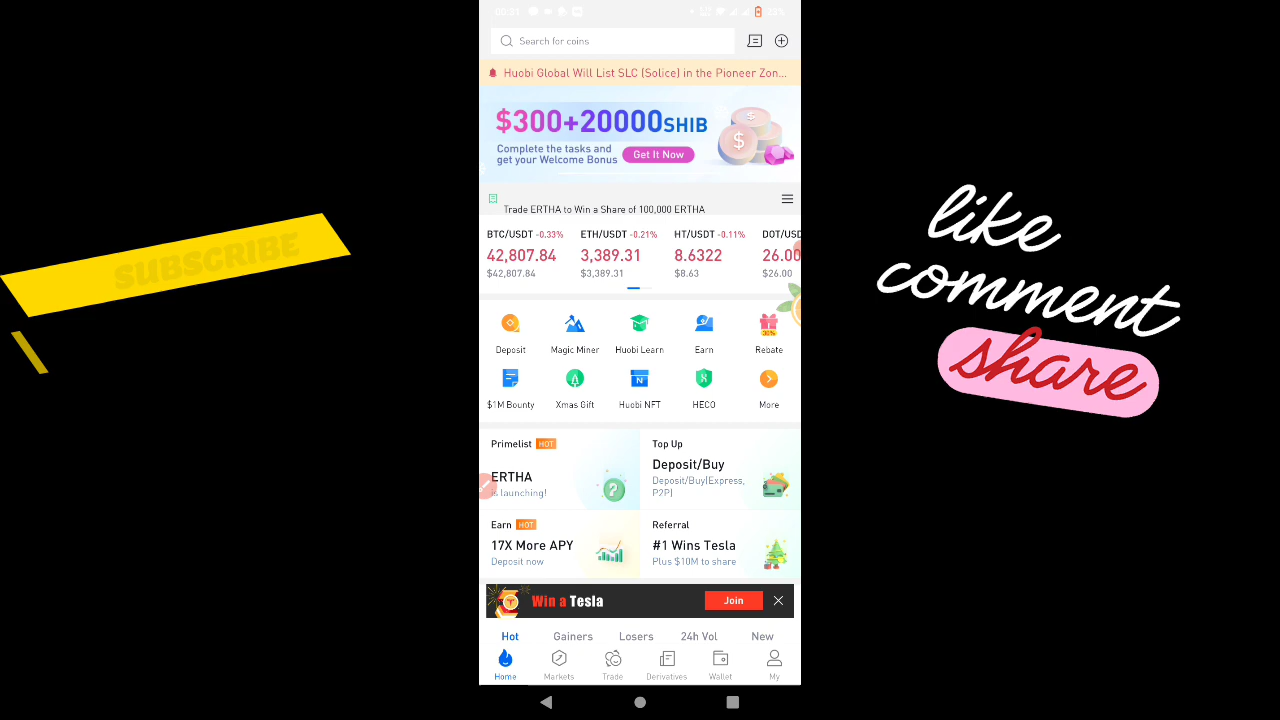 SUBSCRIBE
Search for coins
Huobi Global Will List SLC (Solice) in the Pioneer Zon...
$300+20000SHIB
Complete the tasks and
get your Welcome Bonus
Get It Now
Trade ERTHA to Win a Share of 100,000 ERTHA
BTC/USDT -0.33% ETH/USDT -0.21% HT/USDT -0.11% DOT/US
42,807.84 3,389.31 8.6322 26.00
$42,807.84 $3,389.31 $8.63 $26.00
Deposit Magic Miner Huobi Learn Earn Rebate
30%
$1M Bounty Xmas Gift Huobi NFT HECO More
Primelist HOT
ERTHA
is launching!
Top Up
Deposit/Buy
Deposit/Buy(Express,
P2P)
Earn HOT
17X More APY
Deposit now
Referral
#1 Wins Tesla
Plus $10M to share
Win a Tesla
Join
Hot Gainers Losers 24h Vol New
Home Markets Trade Derivatives Wallet My
like
comment
share